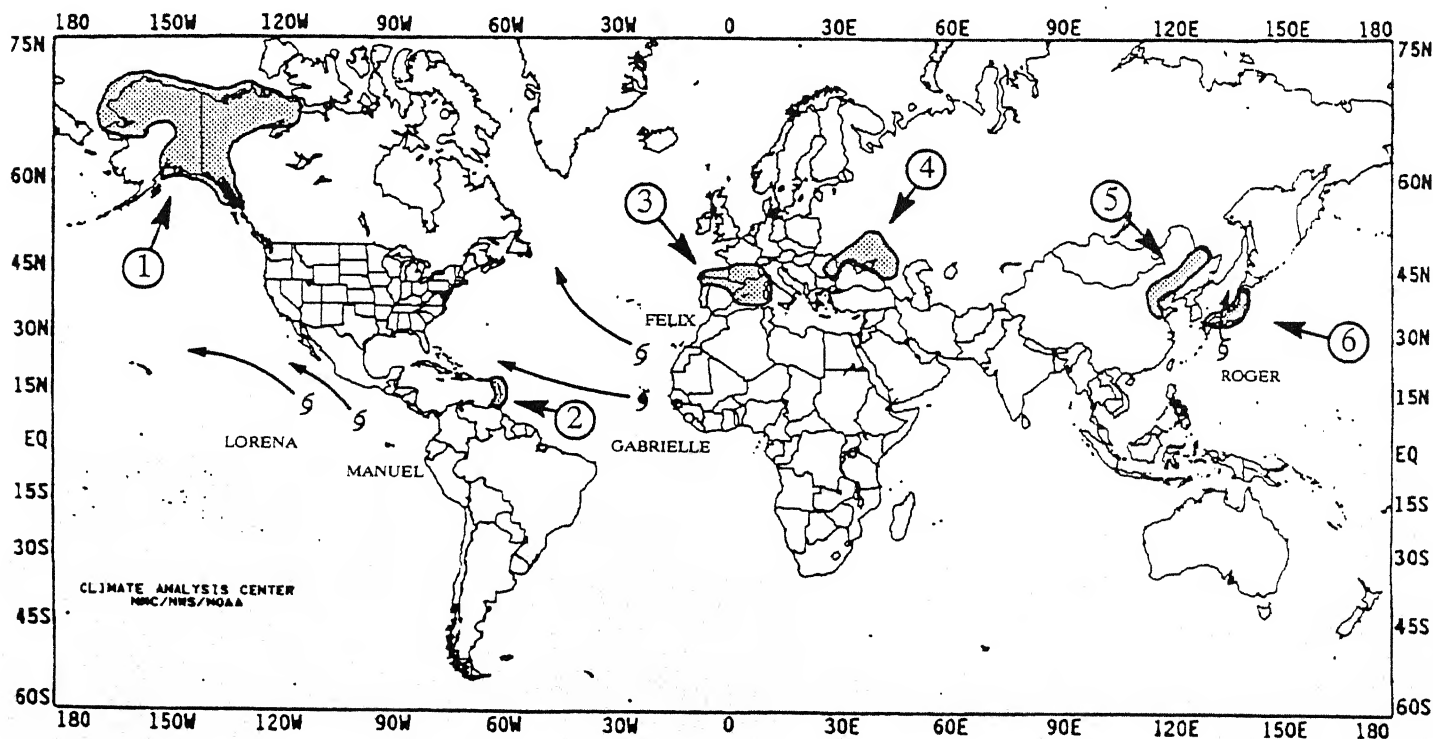 180 150W 120W 90W 60W 30W 0 30E 60E 90E 120E 150E 180
75N 75N
60N 60N
45N 45N
30N 30N
15N 15N
EQ EQ
15S 15S
30S 30S
45S 45S
60S 60S
1
2
3
4
5
6
FELIX
ROGER
LORENA
GABRIELLE
MANUEL
CLIMATE ANALYSIS CENTER
NMC/NWS/NOAA
180 150W 120W 90W 60W 30W 0 30E 60E 90E 120E 150E 180